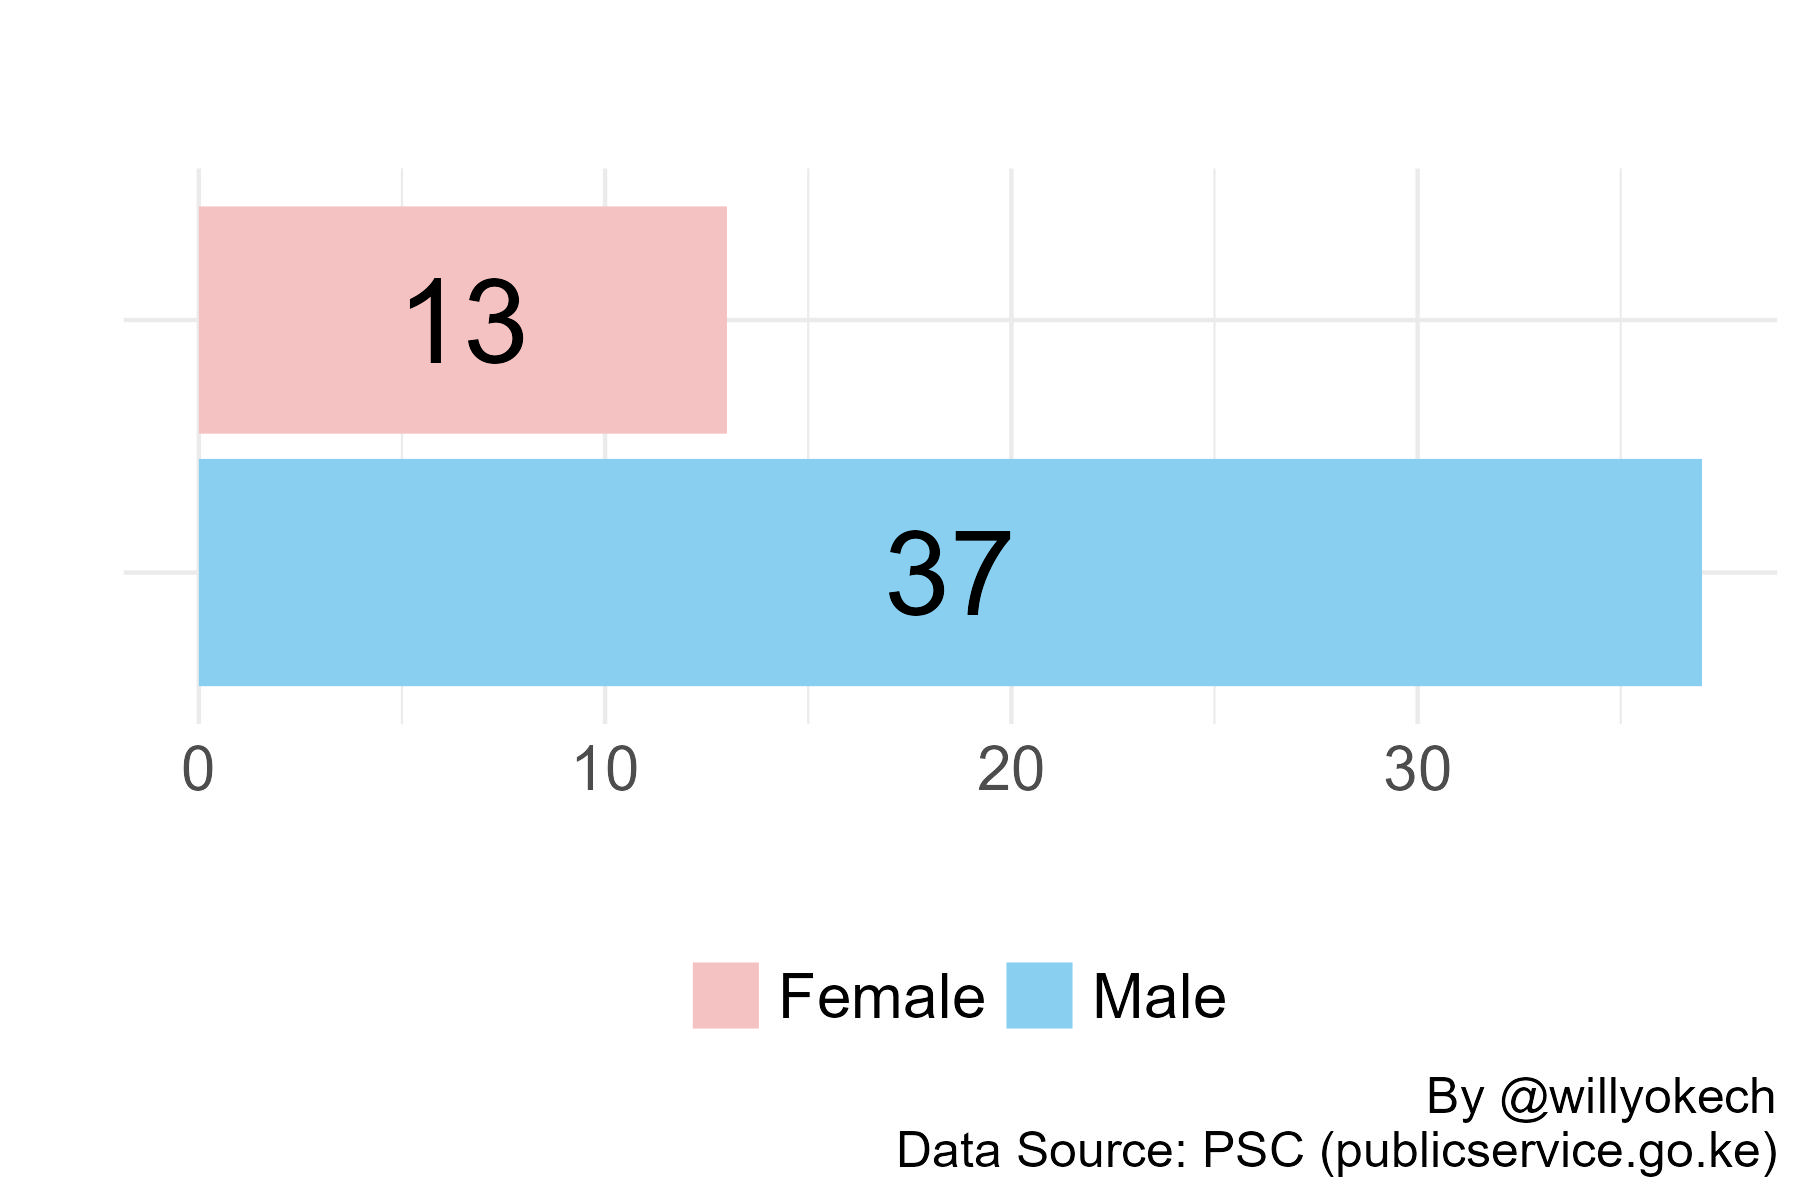 13
37
0 10 20 30
Female Male
By @willyokech
Data Source: PSC (publicservice.go.ke)